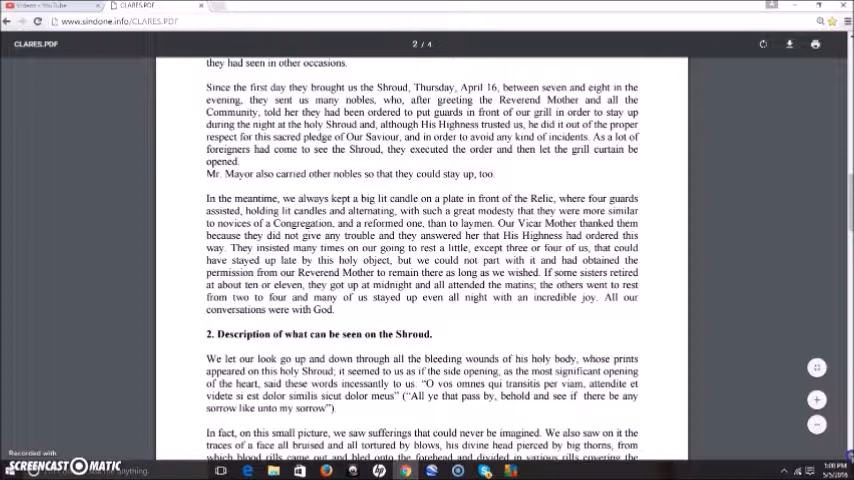 Videos - YouTube
CLARES.PDF
www.sindone.info/CLARES.PDF
CLARES.PDF
2 / 4
they had seen in other occasions.
Since the first day they brought us the Shroud, Thursday, April 16, between seven and eight in the
evening, they sent us many nobles, who, after greeting the Reverend Mother and all the
Community, told her they had been ordered to put guards in front of our grill in order to stay up
during the night at the holy Shroud and, although His Highness trusted us, he did it out of the proper
respect for this sacred pledge of Our Saviour, and in order to avoid any kind of incidents. As a lot of
foreigners had come to see the Shroud, they executed the order and then let the grill curtain be
opened.
Mr. Mayor also carried other nobles so that they could stay up, too.
In the meantime, we always kept a big lit candle on a plate in front of the Relic, where four guards
assisted, holding lit candles and alternating, with such a great modesty that they were more similar
to novices of a Congregation, and a reformed one, than to laymen. Our Vicar Mother thanked them
because they did not give any trouble and they answered her that His Highness had ordered this
way. They insisted many times on our going to rest a little, except three or four of us, that could
have stayed up late by this holy object, but we could not part with it and had obtained the
permission from our Reverend Mother to remain there as long as we wished. If some sisters retired
at about ten or eleven, they got up at midnight and all attended the matins; the others went to rest
from two to four and many of us stayed up even all night with an incredible joy. All our
conversations were with God.
2. Description of what can be seen on the Shroud.
We let our look go up and down through all the bleeding wounds of his holy body, whose prints
appeared on this holy Shroud; it seemed to us as if the side opening, as the most significant opening
of the heart, said these words incessantly to us: "O vos omnes qui transitis per viam, attendite et
videte si est dolor similis sicut dolor meus" ("All ye that pass by, behold and see if there be any
sorrow like unto my sorrow")
In fact, on this small picture, we saw sufferings that could never be imagined. We also saw on it the
traces of a face all bruised and all tortured by blows, his divine head pierced by big thorns, from
which blood rills came out and bled onto the forehead and divided in various rills covering the
Recorded with
SCREENCAST MATIC
anything.
1:00 PM
5/5/2016